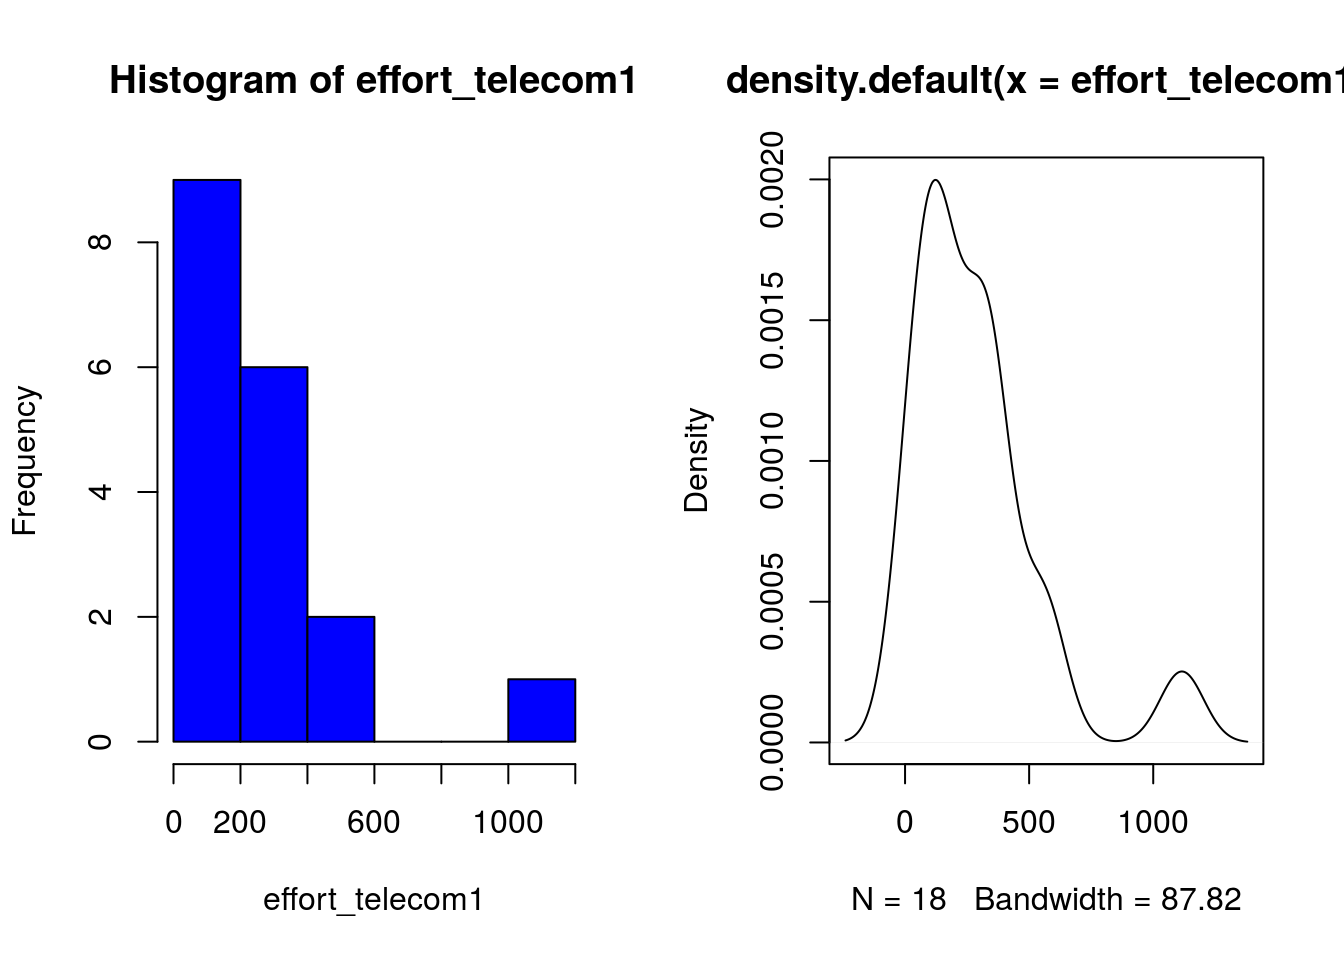 Histogram of effort_telecom1
Frequency
8
6
4
2
0
0 200 600 1000
effort_telecom1
density.default(x = effort_telecom1
Density
0.0020
0.0015
0.0010
0.0005
0.0000
0 500 1000
N = 18 Bandwidth = 87.82